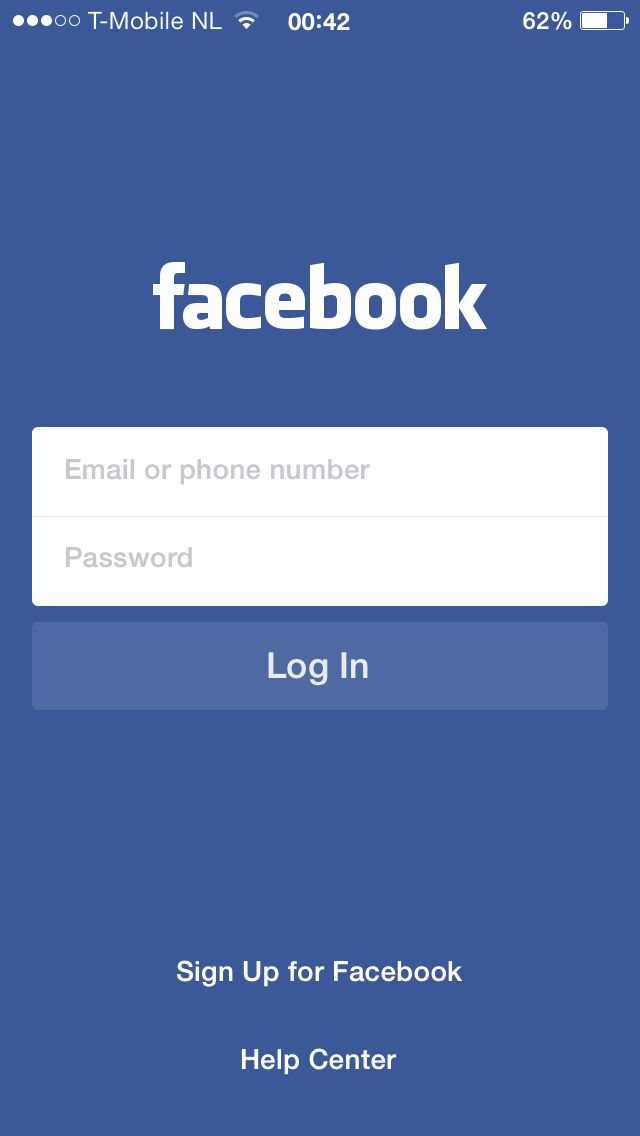 T-Mobile NL 00:42 62%
facebook
Email or phone number
Password
Log In
Sign Up for Facebook
Help Center